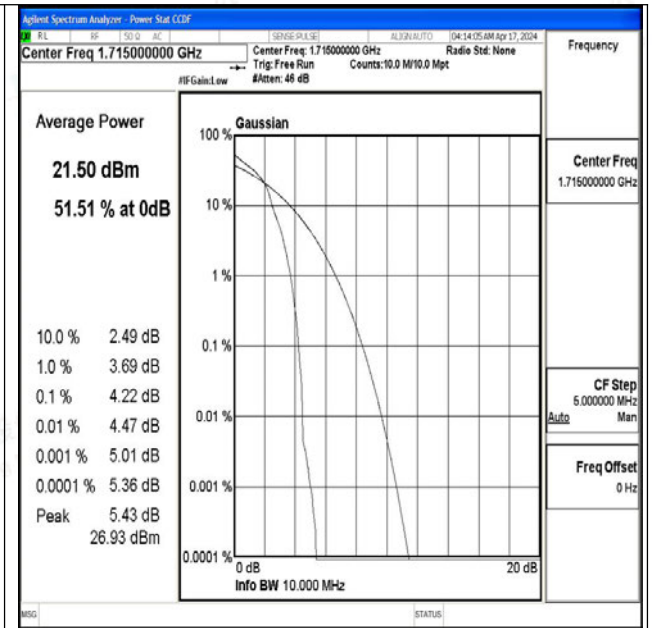 Agilent Spectrum Analyzer - Power Stat CCDF
RL RF 50 Ω AC SENSE:PULSE ALIGN AUTO 04:14:05 AM Apr 17, 2024
Center Freq 1.715000000 GHz
Center Freq: 1.715000000 GHz Radio Std: None
Trig: Free Run Counts:10.0 M/10.0 Mpt
#IFGain:Low #Atten: 46 dB
Frequency
Average Power
21.50 dBm
51.51 % at 0dB
10.0 % 2.49 dB
1.0 % 3.69 dB
0.1 % 4.22 dB
0.01 % 4.47 dB
0.001 % 5.01 dB
0.0001 % 5.36 dB
Peak 5.43 dB
26.93 dBm
Gaussian
100 %
10 %
1 %
0.1 %
0.01 %
0.001 %
0.0001 %
0 dB 20 dB
Info BW 10.000 MHz
Center Freq
1.715000000 GHz
CF Step
5.000000 MHz
Auto Man
Freq Offset
0 Hz
MSG STATUS